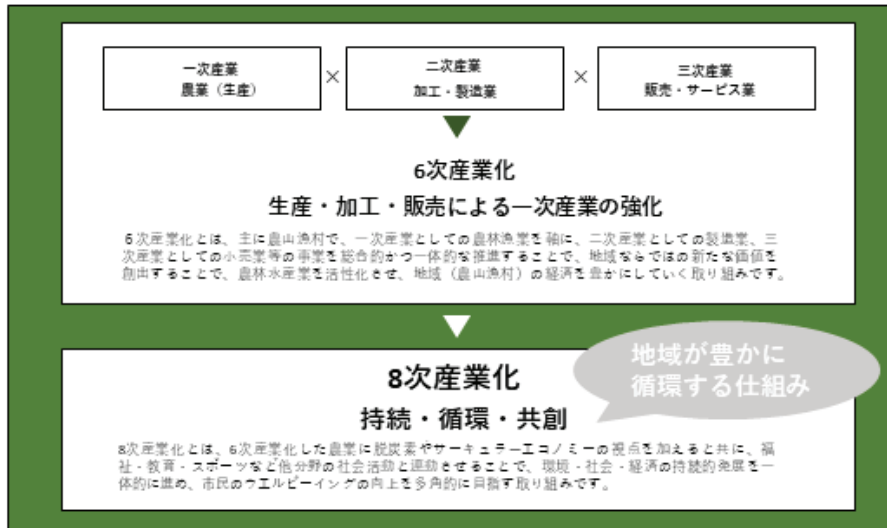 一次産業
農業（生産）
×
二次産業
加工・製造業
×
三次産業
販売・サービス業
6次産業化
生産・加工・販売による一次産業の強化
６次産業化とは、主に農山漁村で、一次産業としての農林漁業を軸に、二次産業としての製造業、三
次産業としての小売業等の事業を総合的かつ一体的な推進することで、地域ならではの新たな価値を
創出することで、農林水産業を活性化させ、地域（農山漁村）の経済を豊かにしていく取り組みです。
地域が豊かに
循環する仕組み
8次産業化
持続・循環・共創
8次産業化とは、6次産業化した農業に脱炭素やサーキュラーエコノミーの視点を加えると共に、福
祉・教育・スポーツなど他分野の社会活動と連動させることで、環境・社会・経済の持続的発展を一
体的に進め、市民のウエルビーイングの向上を多角的に目指す取り組みです。